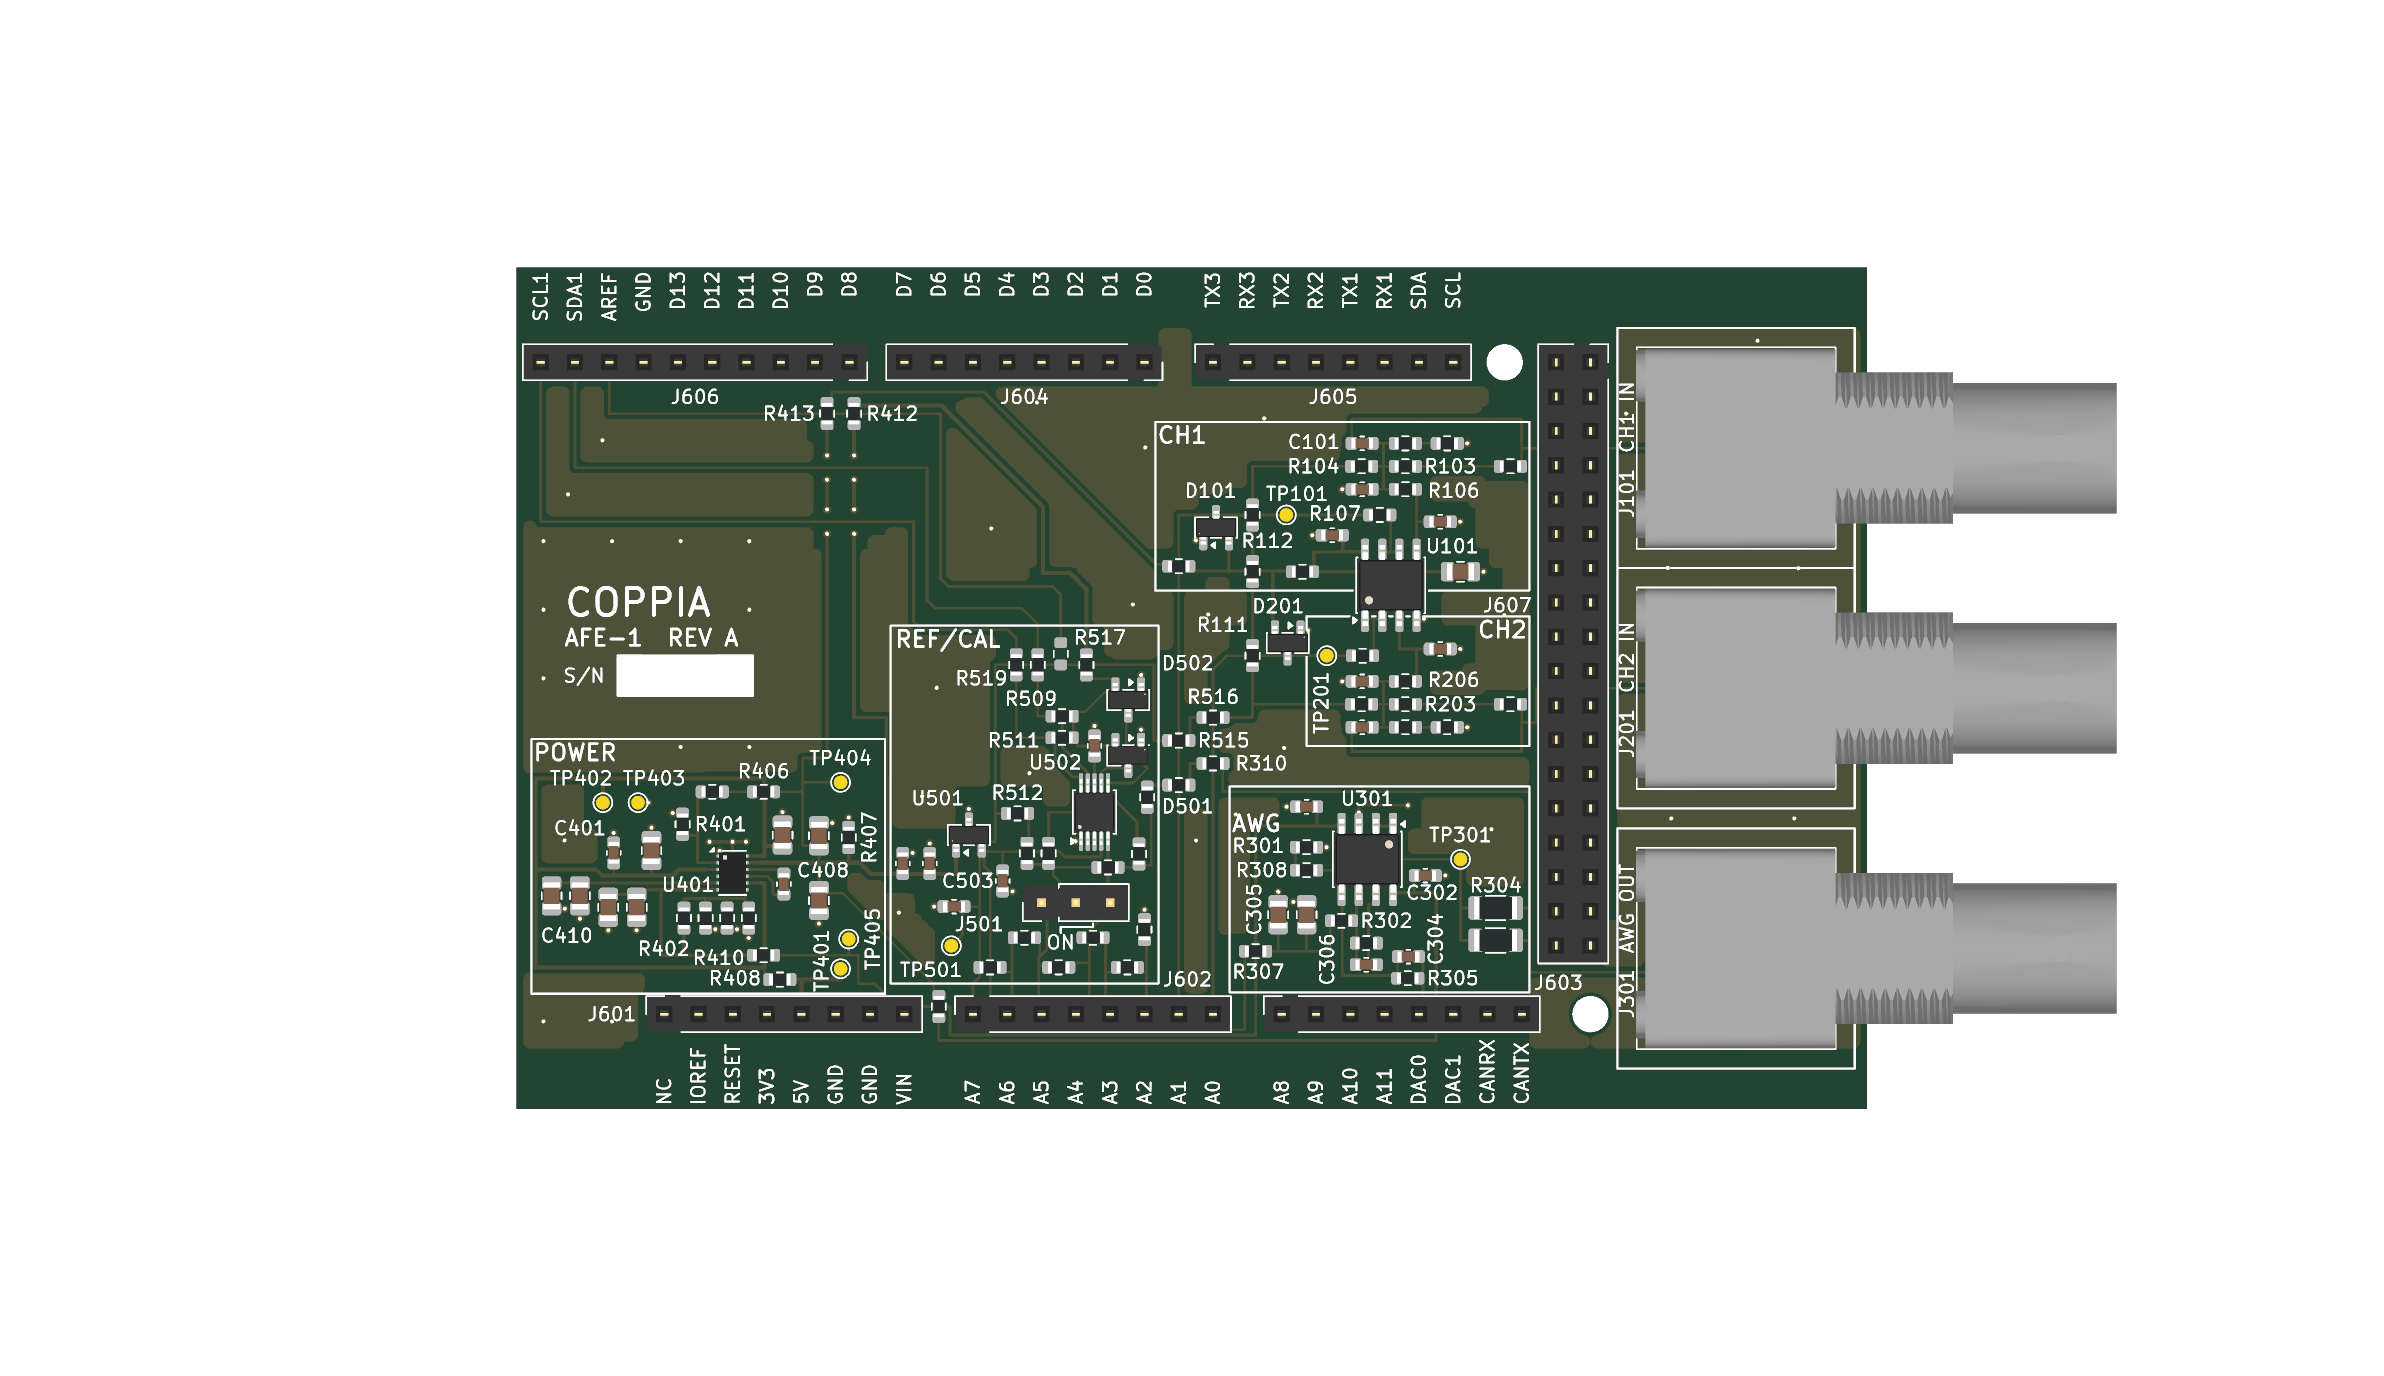 SCL1 SDA1 AREF GND D13 D12 D11 D10 D9 D8 D7 D6 D5 D4 D3 D2 D1 D0 TX3 RX3 TX2 RX2 TX1 RX1 SDA SCL
J606 J604 J605
R413 R412
CH1
C101
R104 R103
D101 TP101 R106
R107
R112 U101
J101 CH1 IN
COPPIA
AFE-1 REV A
S/N
D201 J607
R111 CH2
REF/CAL R517
D502
R519 R206
R509 R516 TP201 R203
R511 R515
U502 R310
J201 CH2 IN
POWER
TP404
TP402 TP403 R406
U501 R512 D501 U301
C401 R401 R407 AWG TP301
R301
C408 R308
U401 C503 C302 R304
C305
C410 J501 R302
R402 ON C306 C304
R410 TP401 TP405 TP501 R307
R408 J602 R305 J603
J301 AWG OUT
J601
NC IOREF RESET 3V3 5V GND GND VIN A7 A6 A5 A4 A3 A2 A1 A0 A8 A9 A10 A11 DAC0 DAC1 CANRX CANTX